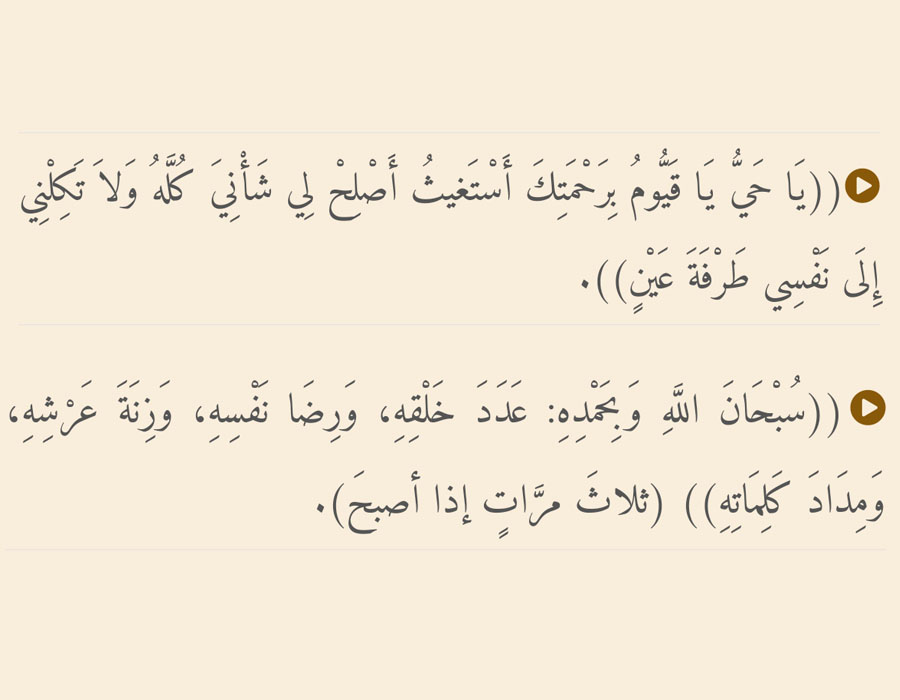 ((يَا حَيُّ يَا قَيُّومُ بِرَحْمَتِكَ أَسْتَغيثُ أَصْلِحْ لِي شَأْنِيَ كُلَّهُ وَلاَ تَكِلْنِي
إِلَى نَفْسِي طَرْفَةَ عَيْنٍ)).
((سُبْحَانَ اللَّهِ وَبِحَمْدِهِ: عَدَدَ خَلْقِهِ، وَرِضَا نَفْسِهِ، وَزِنَةَ عَرْشِهِ،
وَمِدَادَ كَلِمَاتِهِ)) (ثلاثَ مرَّاتٍ إذا أصبحَ).